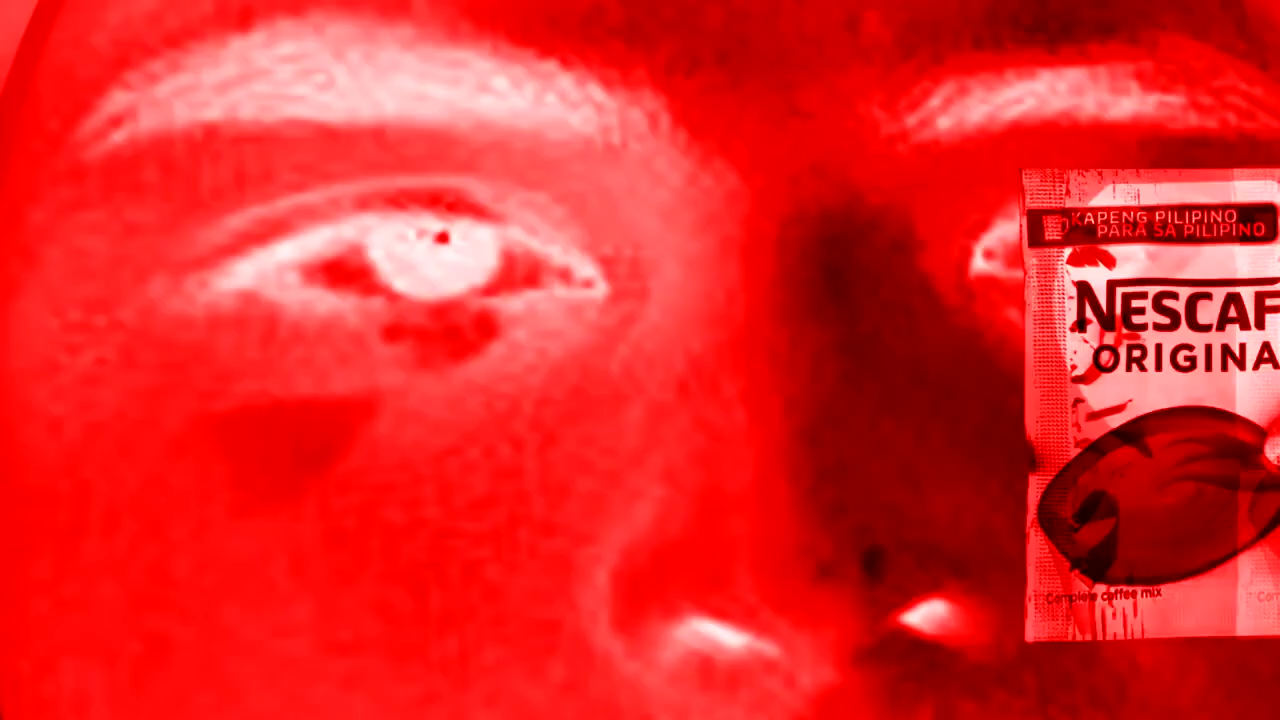 KAPENG PILIPINO
PARA SA PILIPINO
NESCAF
ORIGINA
Complete coffee mix